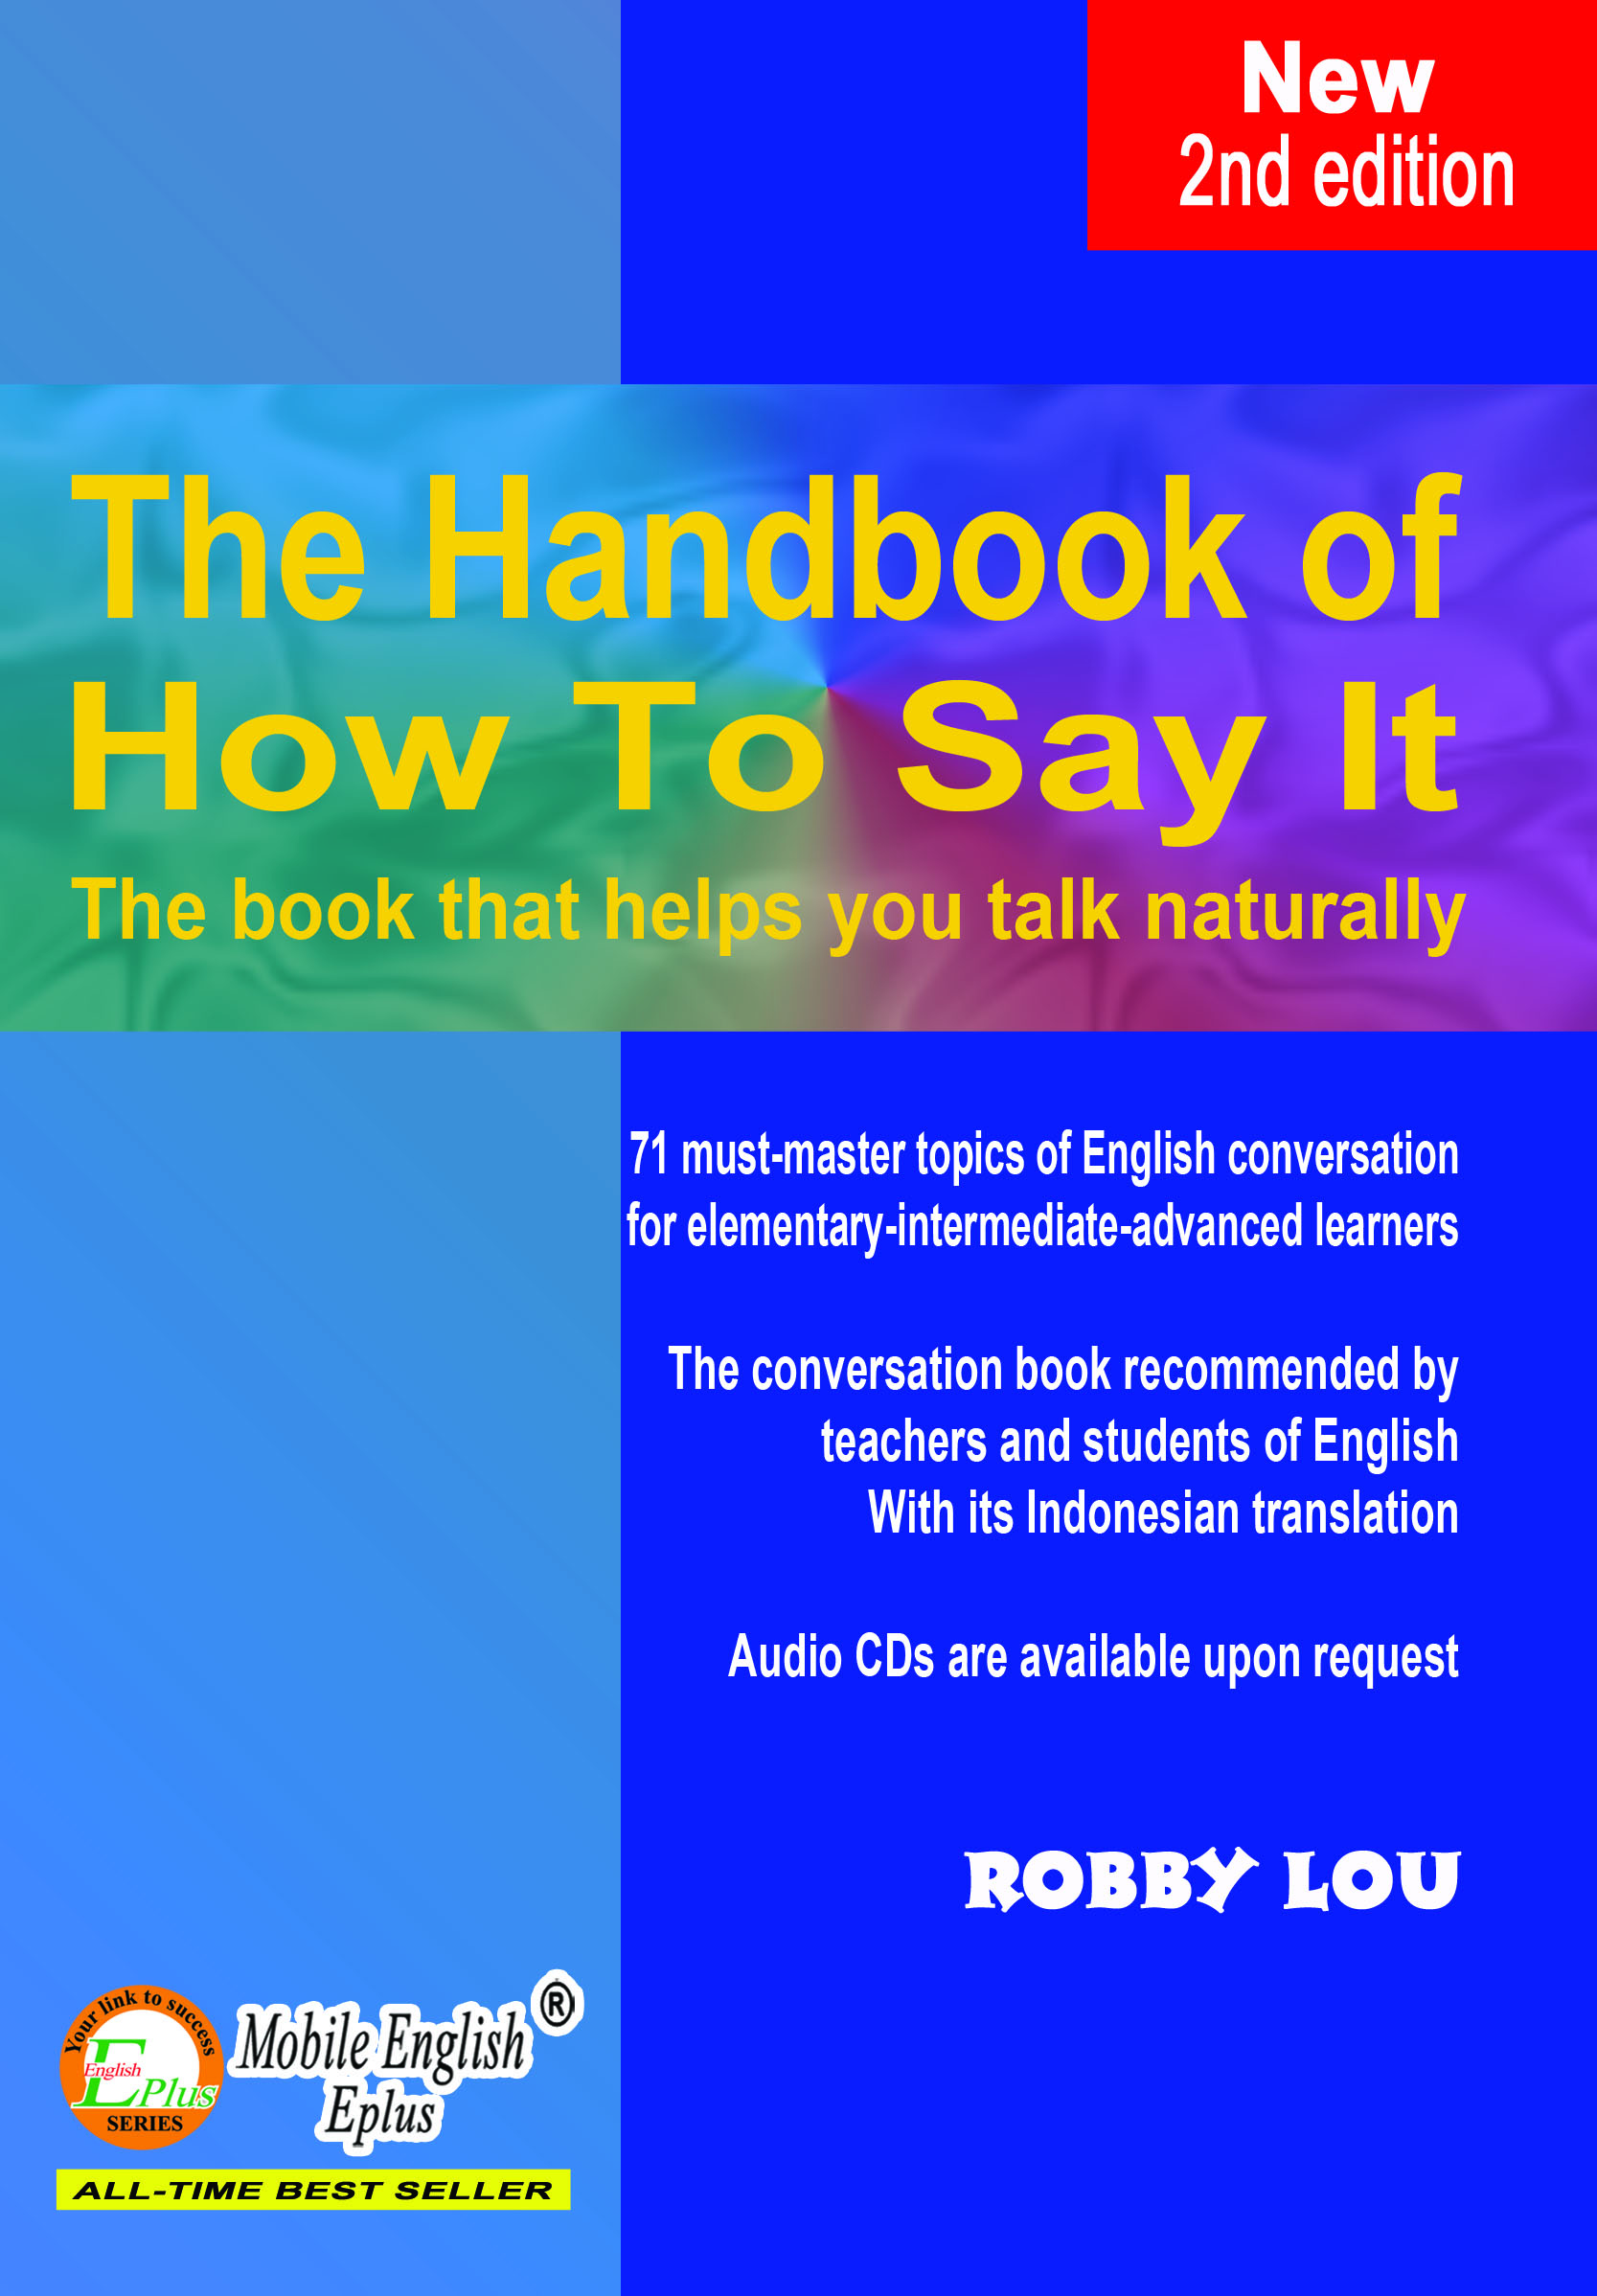 New
2nd edition
The Handbook of
How To Say It
The book that helps you talk naturally
71 must-master topics of English conversation
for elementary-intermediate-advanced learners
The conversation book recommended by
teachers and students of English
With its Indonesian translation
Audio CDs are available upon request
ROBBY LOU
Your link to success
English
E Plus
SERIES
Mobile English ®
Eplus
ALL-TIME BEST SELLER